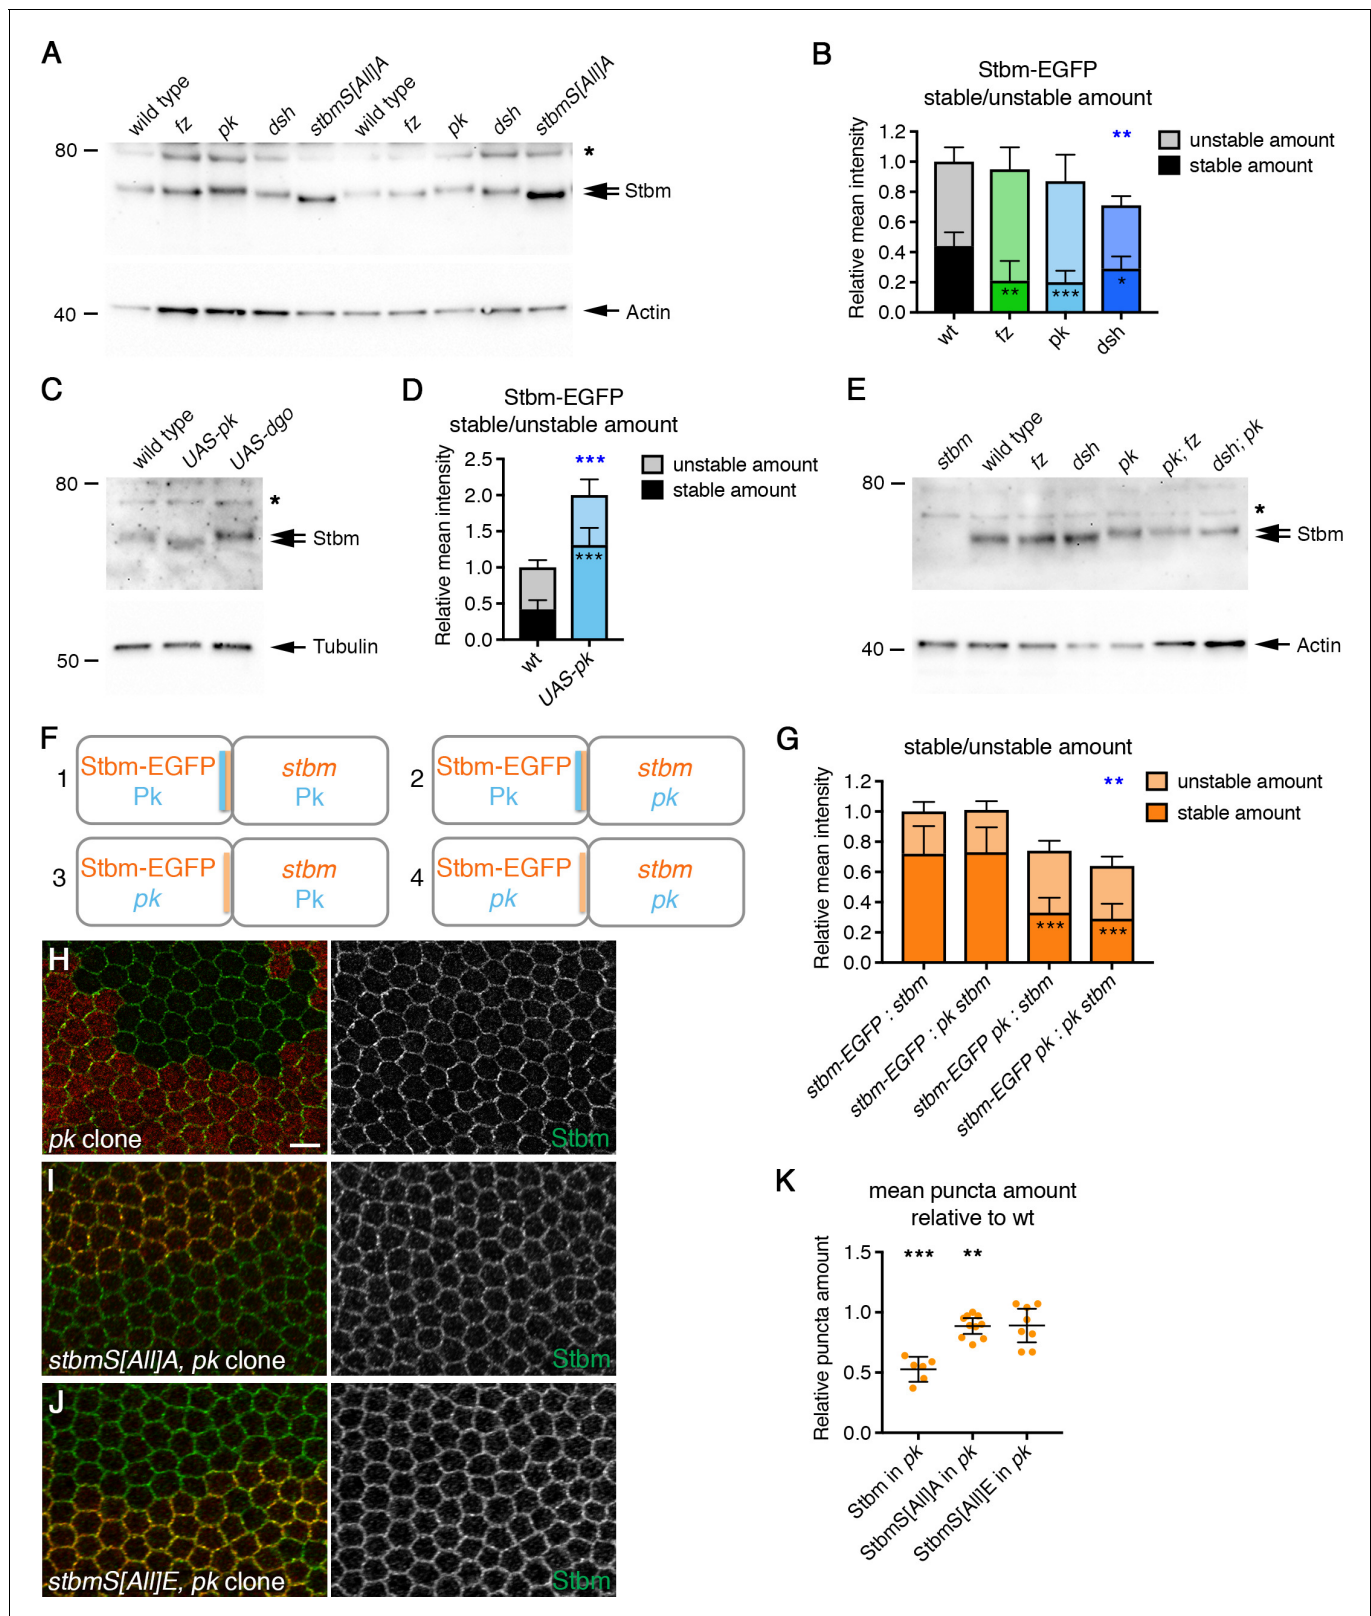 A
wild type
fz
pk
dsh
stbmS[All]A
wild type
fz
pk
dsh
stbmS[All]A
80
*
Stbm
40
Actin
B
Stbm-EGFP
stable/unstable amount
Relative mean intensity
1.2
1.0
0.8
0.6
0.4
0.2
0.0
**
**
***
*
unstable amount
stable amount
wt
fz
pk
dsh
C
wild type
UAS-pk
UAS-dgo
80
*
Stbm
50
Tubulin
D
Stbm-EGFP
stable/unstable amount
Relative mean intensity
2.5
2.0
1.5
1.0
0.5
0.0
***
***
unstable amount
stable amount
wt
UAS-pk
E
stbm
wild type
fz
dsh
pk
pk; fz
dsh; pk
80
*
Stbm
40
Actin
F
1
Stbm-EGFP
Pk
stbm
Pk
2
Stbm-EGFP
Pk
stbm
pk
3
Stbm-EGFP
pk
stbm
Pk
4
Stbm-EGFP
pk
stbm
pk
G
stable/unstable amount
Relative mean intensity
1.2
1.0
0.8
0.6
0.4
0.2
0.0
**
***
***
unstable amount
stable amount
stbm-EGFP : stbm
stbm-EGFP : pk stbm
stbm-EGFP pk : stbm
stbm-EGFP pk : pk stbm
H
pk clone
Stbm
I
stbmS[All]A, pk clone
Stbm
J
stbmS[All]E, pk clone
Stbm
K
mean puncta amount
relative to wt
Relative puncta amount
1.5
1.0
0.5
0.0
***
**
Stbm in pk
StbmS[All]A in pk
StbmS[All]E in pk